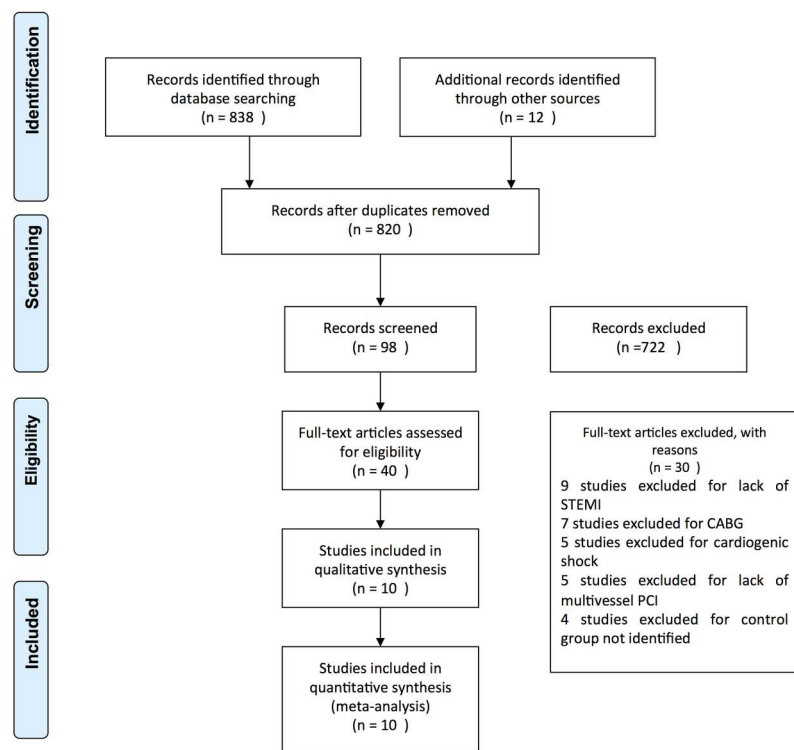 Identification
Records identified through
database searching
(n = 838 )
Additional records identified
through other sources
(n = 12 )
Records after duplicates removed
(n = 820 )
Screening
Records screened
(n = 98 )
Records excluded
(n =722 )
Eligibility
Full-text articles assessed
for eligibility
(n = 40 )
Full-text articles excluded, with
reasons
(n = 30 )
9 studies excluded for lack of
STEMI
7 studies excluded for CABG
5 studies excluded for cardiogenic
shock
5 studies excluded for lack of
multivessel PCI
4 studies excluded for control
group not identified
Studies included in
qualitative synthesis
(n = 10 )
Included
Studies included in
quantitative synthesis
(meta-analysis)
(n = 10 )